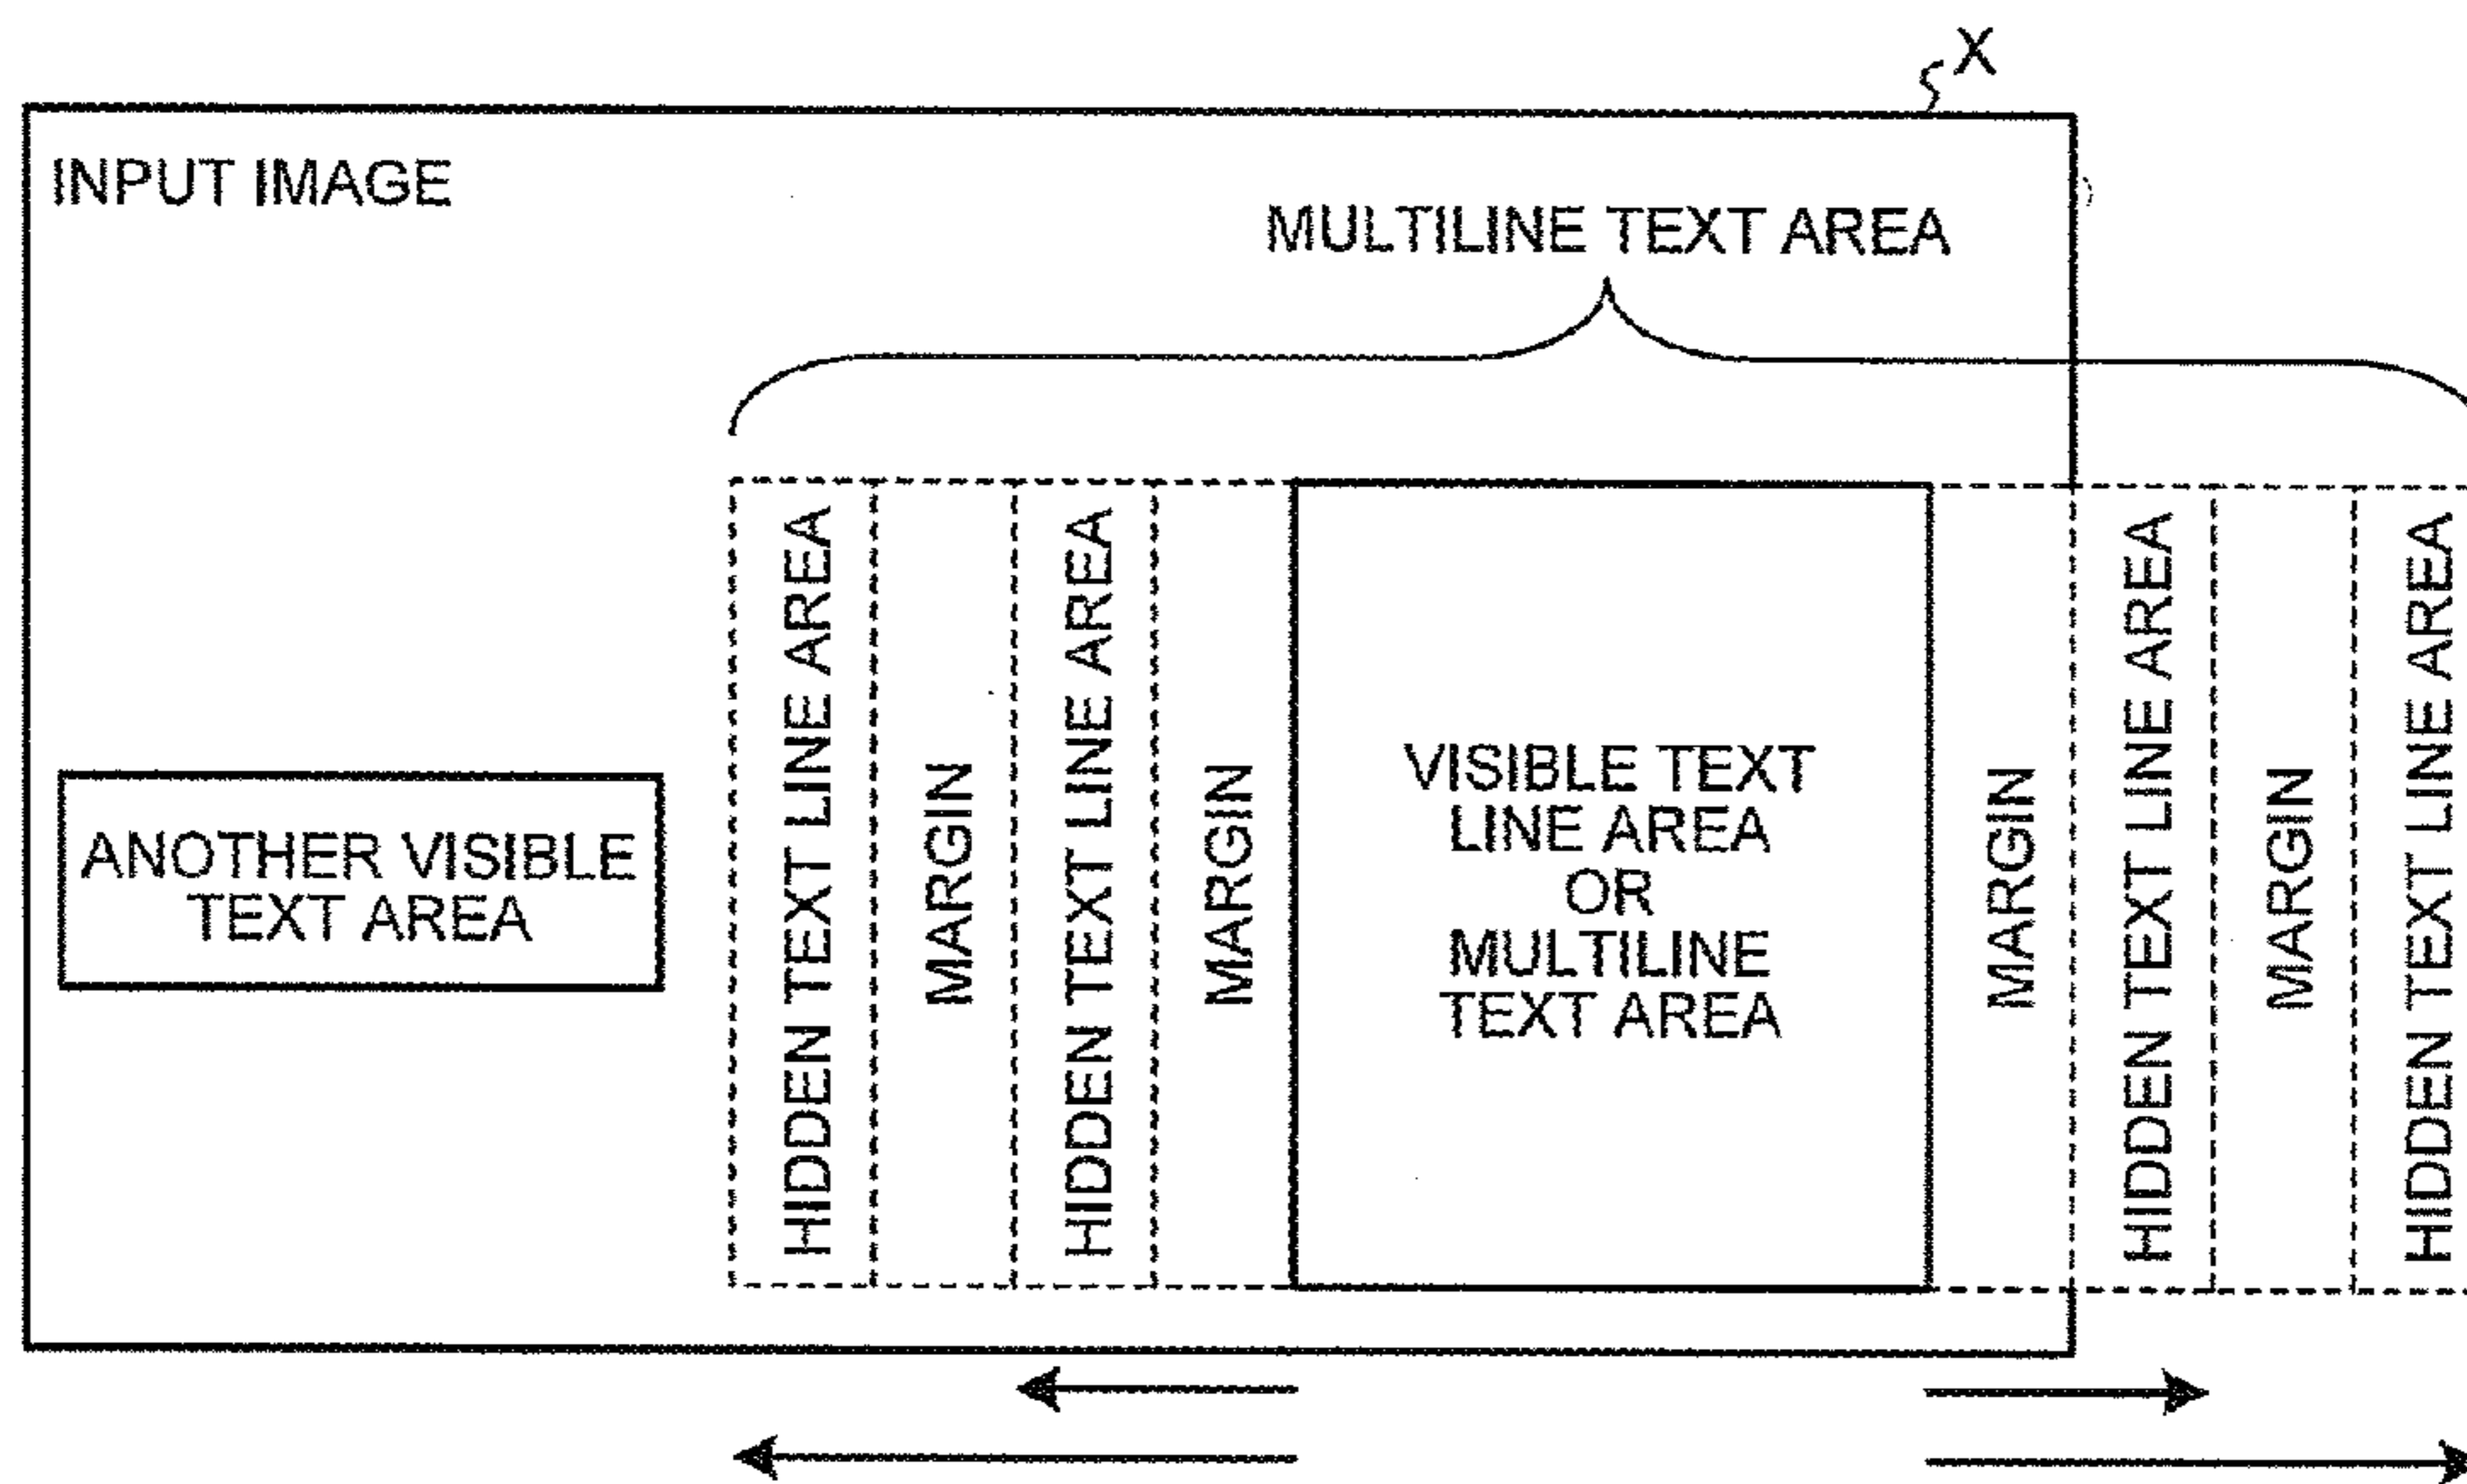 X
INPUT IMAGE
MULTILINE TEXT AREA
ANOTHER VISIBLE
TEXT AREA
HIDDEN TEXT LINE AREA
MARGIN
HIDDEN TEXT LINE AREA
MARGIN
VISIBLE TEXT
LINE AREA
OR
MULTILINE
TEXT AREA
MARGIN
HIDDEN TEXT LINE AREA
MARGIN
HIDDEN TEXT LINE AREA